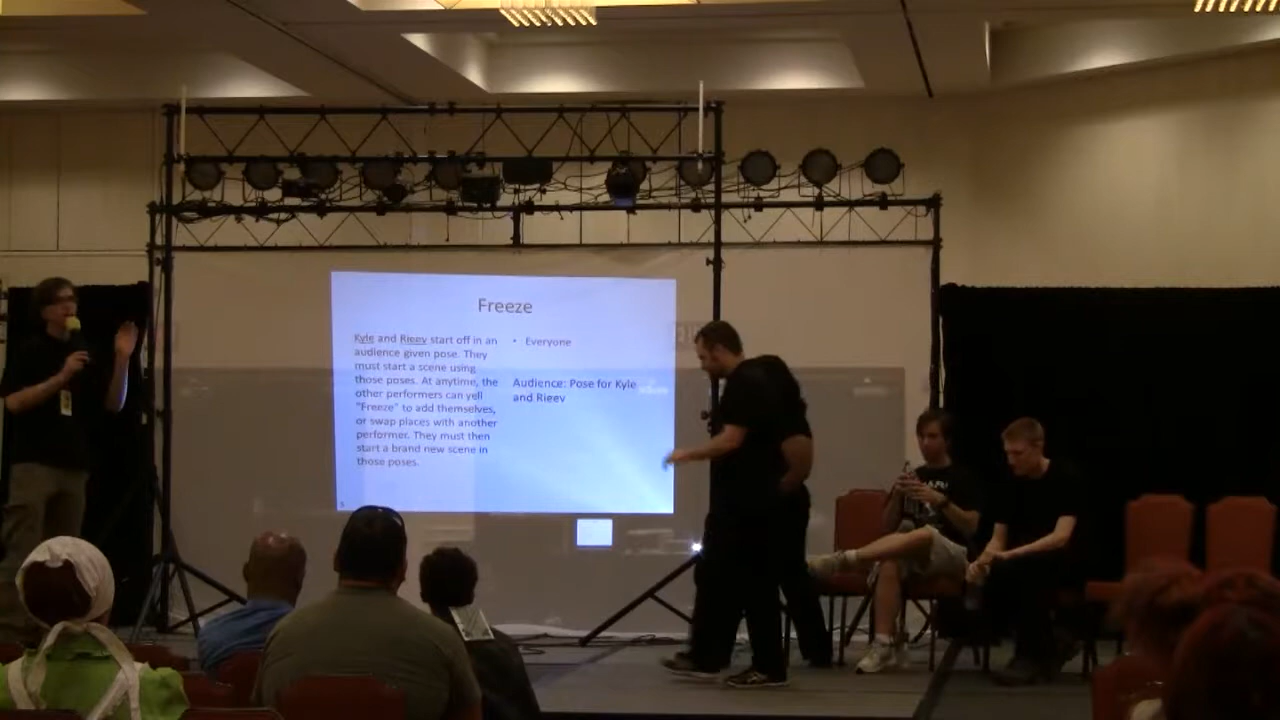 Freeze
Kyle and Rieev start off in an
audience given pose. They
must start a scene using
those poses. At anytime, the
other performers can yell
"Freeze" to add themselves,
or swap places with another
performer. They must then
start a brand new scene in
those poses.
• Everyone
Audience: Pose for Kyle
and Rieev